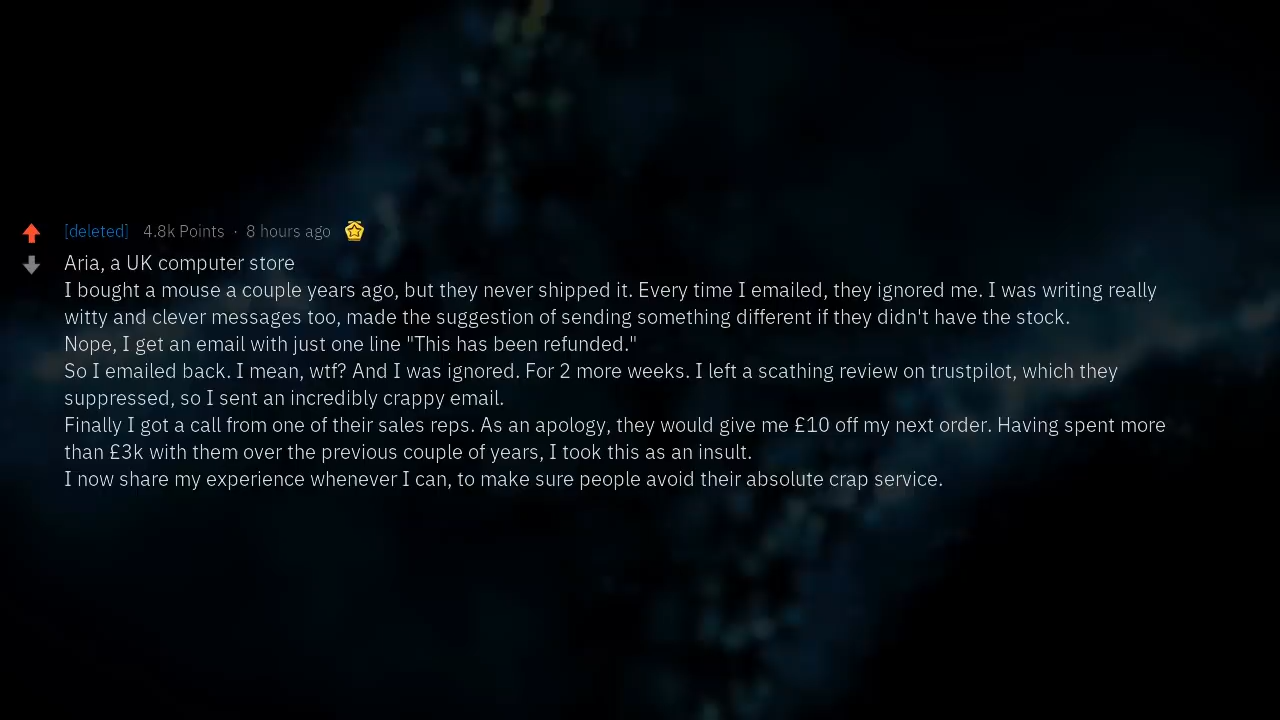 [deleted] 4.8k Points · 8 hours ago
Aria, a UK computer store
I bought a mouse a couple years ago, but they never shipped it. Every time I emailed, they ignored me. I was writing really
witty and clever messages too, made the suggestion of sending something different if they didn't have the stock.
Nope, I get an email with just one line "This has been refunded."
So I emailed back. I mean, wtf? And I was ignored. For 2 more weeks. I left a scathing review on trustpilot, which they
suppressed, so I sent an incredibly crappy email.
Finally I got a call from one of their sales reps. As an apology, they would give me £10 off my next order. Having spent more
than £3k with them over the previous couple of years, I took this as an insult.
I now share my experience whenever I can, to make sure people avoid their absolute crap service.